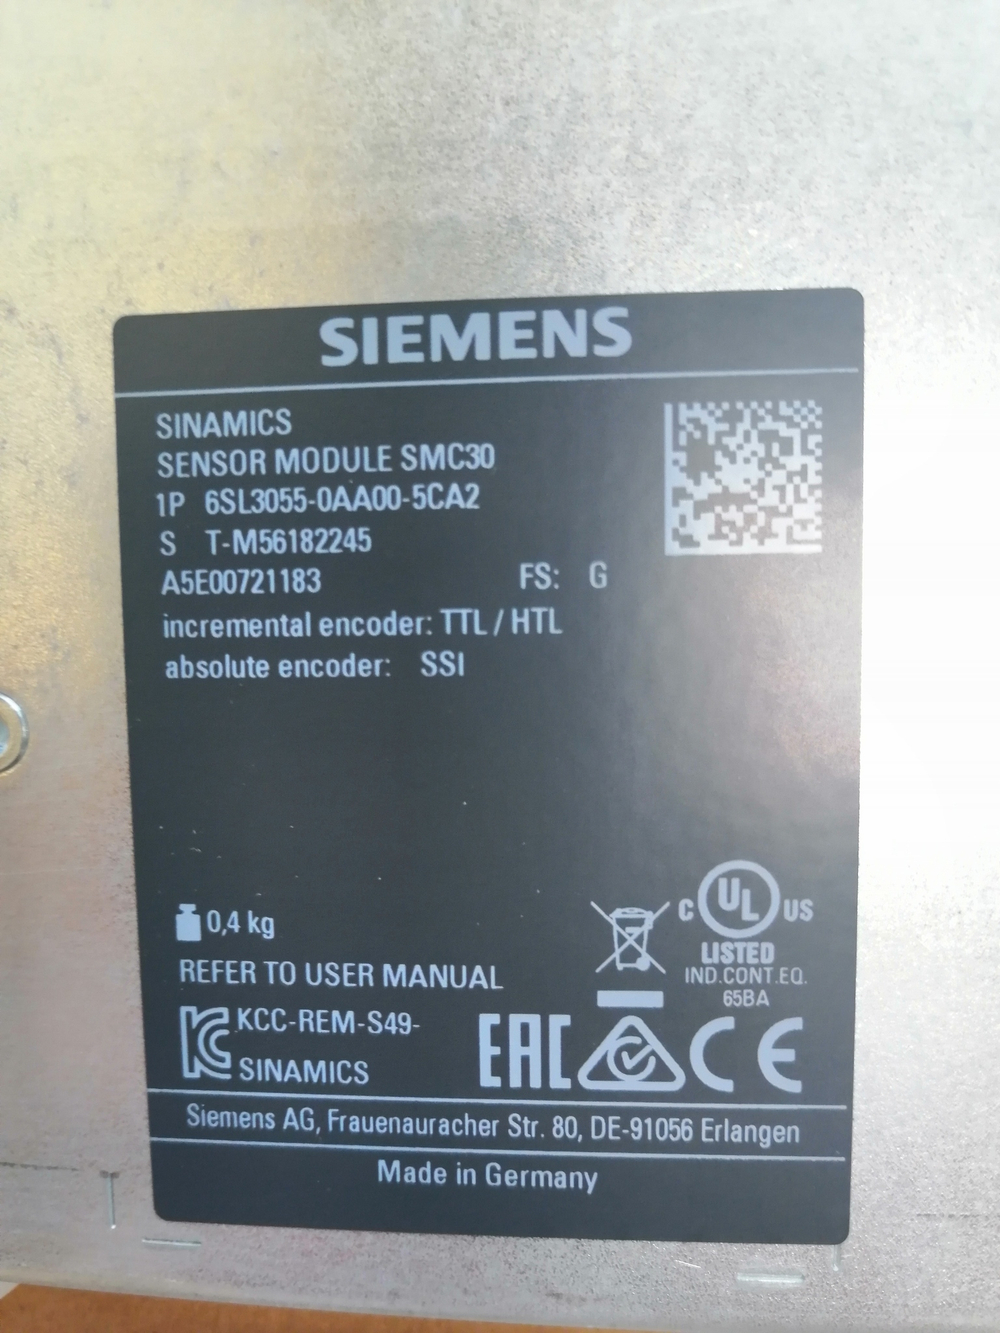 SIEMENS
SINAMICS
SENSOR MODULE SMC30
1P 6SL3055-0AA00-5CA2
S T-M56182245
A5E00721183 FS: G
incremental encoder: TTL / HTL
absolute encoder: SSI
0,4 kg
C UL US
LISTED
IND.CONT.EQ.
65BA
REFER TO USER MANUAL
KC KCC-REM-S49-
SINAMICS
EAC CE
Siemens AG, Frauenauracher Str. 80, DE-91056 Erlangen
Made in Germany